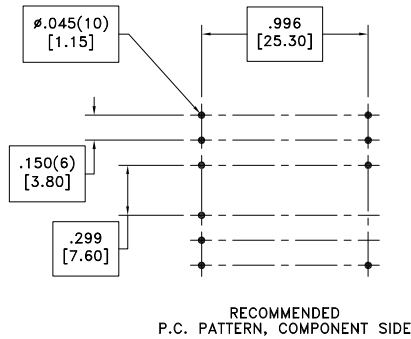 ø.045(10)
[1.15]
.996
[25.30]
.150(6)
[3.80]
.299
[7.60]
RECOMMENDED
P.C. PATTERN, COMPONENT SIDE